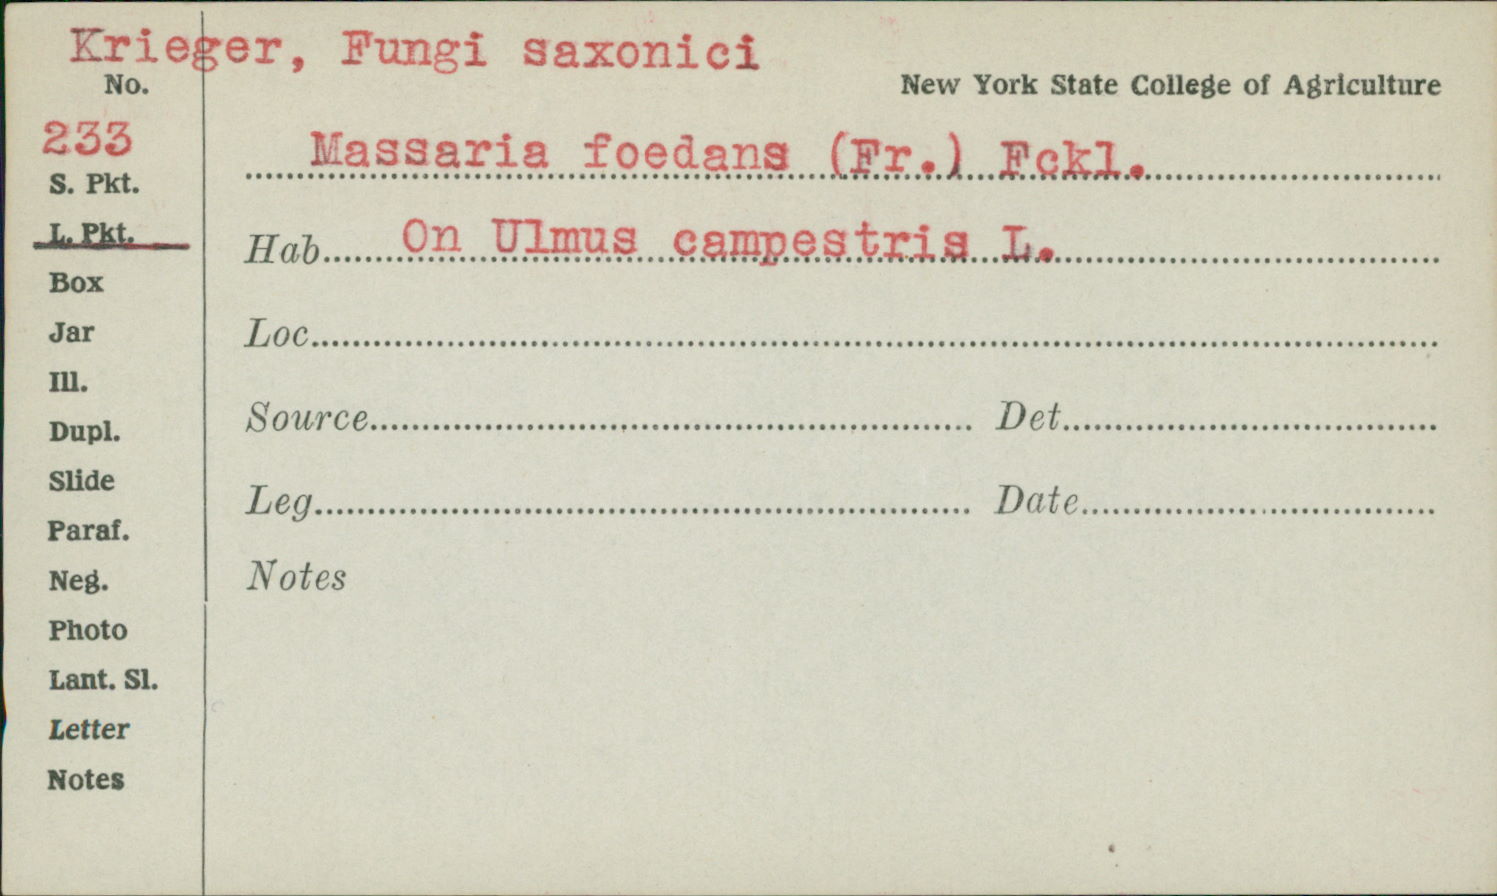 Krieger, Fungi saxonici
No.
New York State College of Agriculture
233
Massaria foedans (Fr.) Fckl.
S. Pkt.
L. Pkt.
Hab. On Ulmus campestris L.
Box
Jar
Loc.
Ill.
Dupl.
Source Det.
Slide
Leg. Date
Paraf.
Neg.
Notes
Photo
Lant. Sl.
Letter
Notes